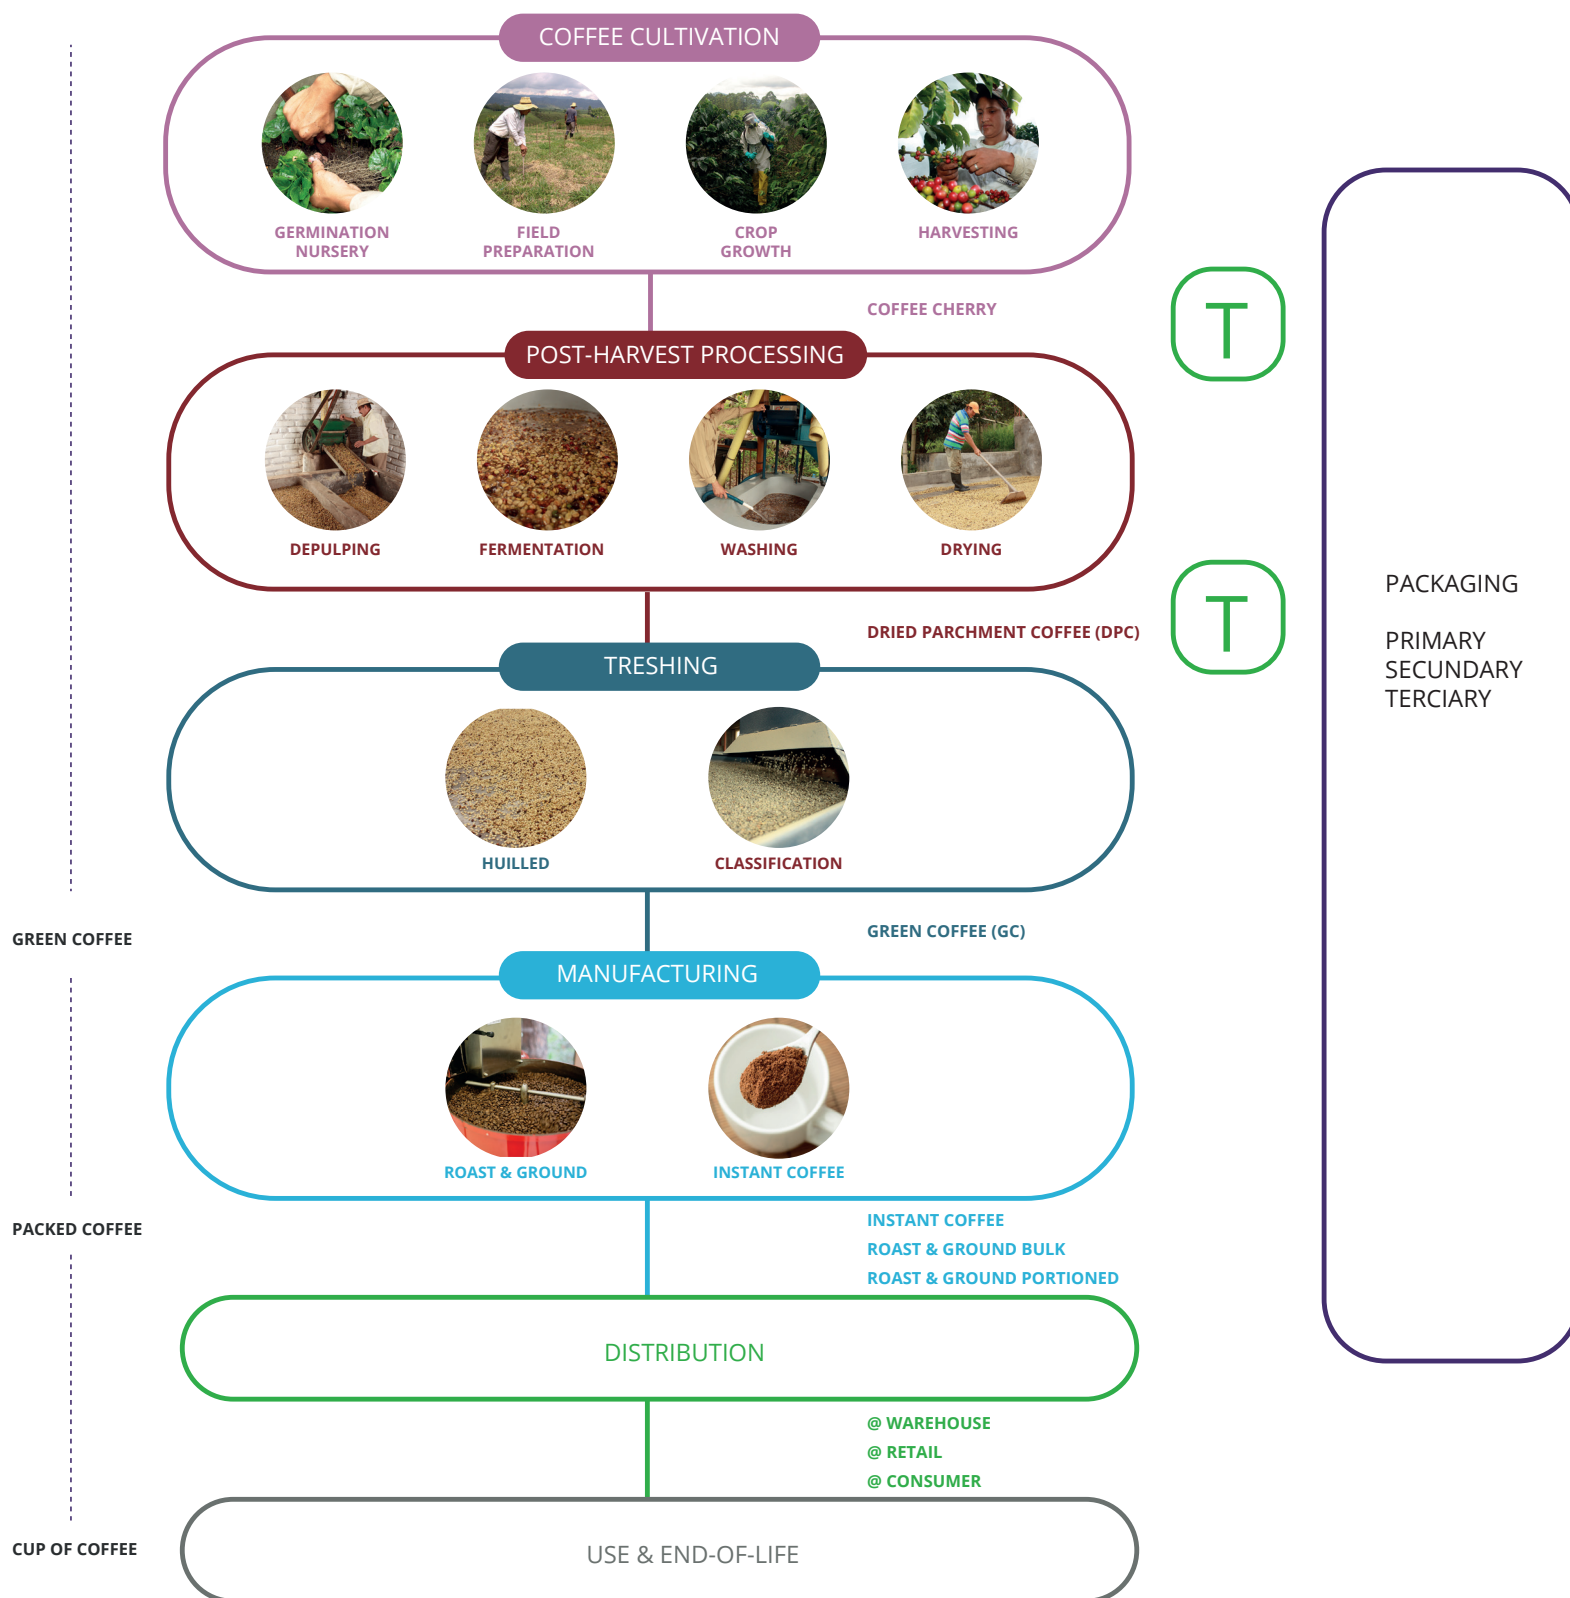 COFFEE CULTIVATION
GERMINATION
NURSERY
FIELD
PREPARATION
CROP
GROWTH
HARVESTING
COFFEE CHERRY
T
POST-HARVEST PROCESSING
DEPULPING
FERMENTATION
WASHING
DRYING
DRIED PARCHMENT COFFEE (DPC)
T
TRESHING
HUILLED
CLASSIFICATION
GREEN COFFEE
GREEN COFFEE (GC)
MANUFACTURING
ROAST & GROUND
INSTANT COFFEE
PACKED COFFEE
INSTANT COFFEE
ROAST & GROUND BULK
ROAST & GROUND PORTIONED
DISTRIBUTION
@ WAREHOUSE
@ RETAIL
@ CONSUMER
CUP OF COFFEE
USE & END-OF-LIFE
PACKAGING
PRIMARY
SECUNDARY
TERCIARY